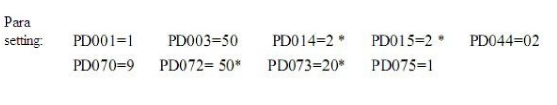 Para
setting: PD001=1 PD003=50 PD014=2 * PD015=2 * PD044=02
PD070=9 PD072= 50* PD073=20* PD075=1